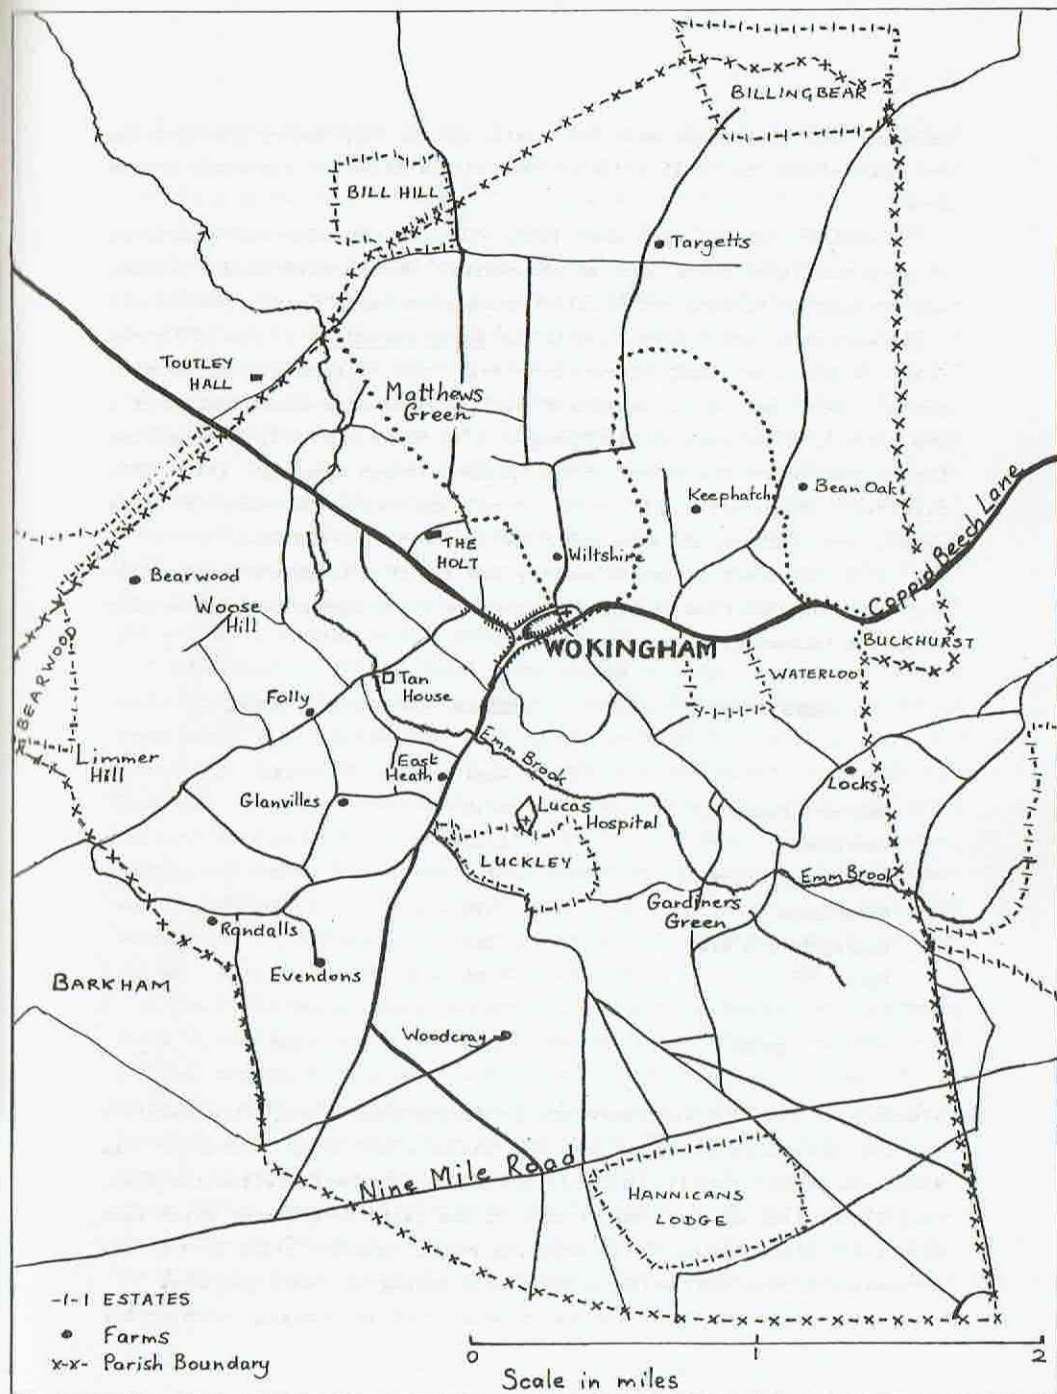 BILLINGBEAR
BILL HILL
Targetts
TOUTLEY
HALL
Matthews
Green
Keephatch
Bean Oak
Coppid Beech Lane
THE
HOLT
Wiltshire
Bearwood
Woose
Hill
WOKINGHAM
BUCKHURST
WATERLOO
BEARWOOD
Tan
House
Folly
Limmer
Hill
Emm Brook
East
Heath
Locks
Glanvilles
Lucas
Hospital
LUCKLEY
Emm Brook
Gardiners
Green
Randalls
Evendons
BARKHAM
Woodcray
Nine Mile Road
HANNICANS
LODGE
-I-I ESTATES
Farms
x-x- Parish Boundary
0 1 2
Scale in miles